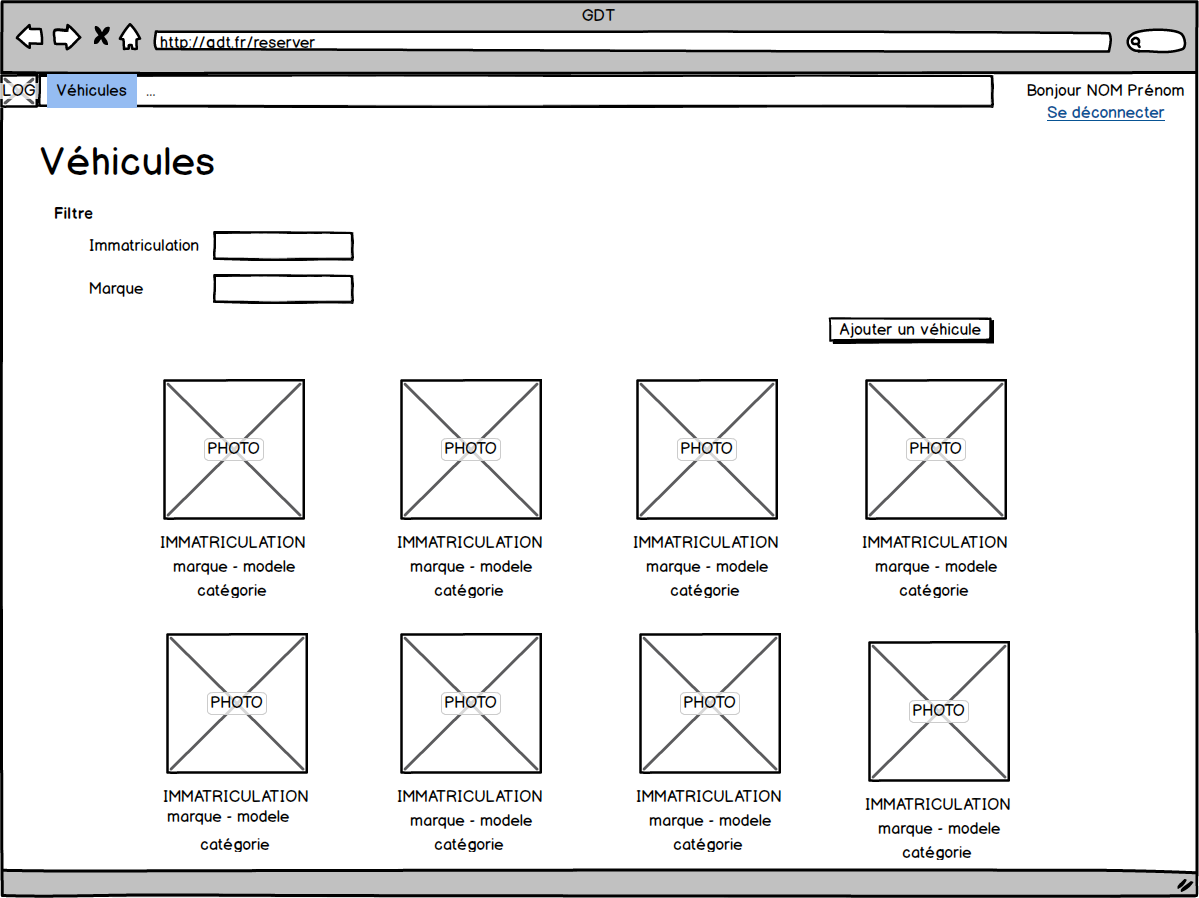 GDT
http://gdt.fr/reserver
LOG Véhicules ... Bonjour NOM Prénom
Se déconnecter
Véhicules
Filtre
Immatriculation
Marque
Ajouter un véhicule
PHOTO PHOTO PHOTO PHOTO
IMMATRICULATION IMMATRICULATION IMMATRICULATION IMMATRICULATION
marque - modele marque - modele marque - modele marque - modele
catégorie catégorie catégorie catégorie
PHOTO PHOTO PHOTO PHOTO
IMMATRICULATION IMMATRICULATION IMMATRICULATION IMMATRICULATION
marque - modele marque - modele marque - modele marque - modele
catégorie catégorie catégorie catégorie